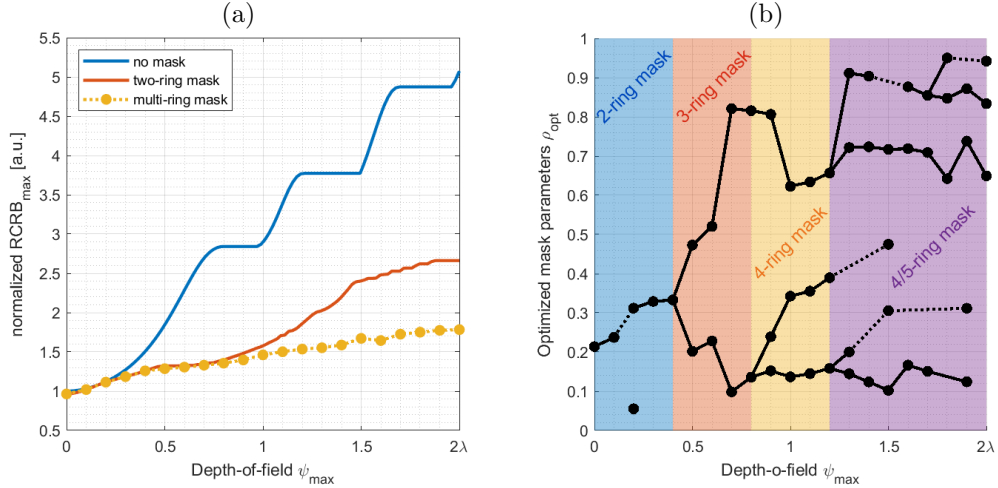 (a)
5.5
5
4.5
4
3.5
3
2.5
2
1.5
1
0.5
normalized RCRB_max [a.u.]
no mask
two-ring mask
multi-ring mask
0 0.5 1 1.5 2λ
Depth-of-field ψ_max
(b)
1
0.9
0.8
0.7
0.6
0.5
0.4
0.3
0.2
0.1
0
Optimized mask parameters ρ_opt
2-ring mask
3-ring mask
4-ring mask
4/5-ring mask
0 0.5 1 1.5 2λ
Depth-o-field ψ_max